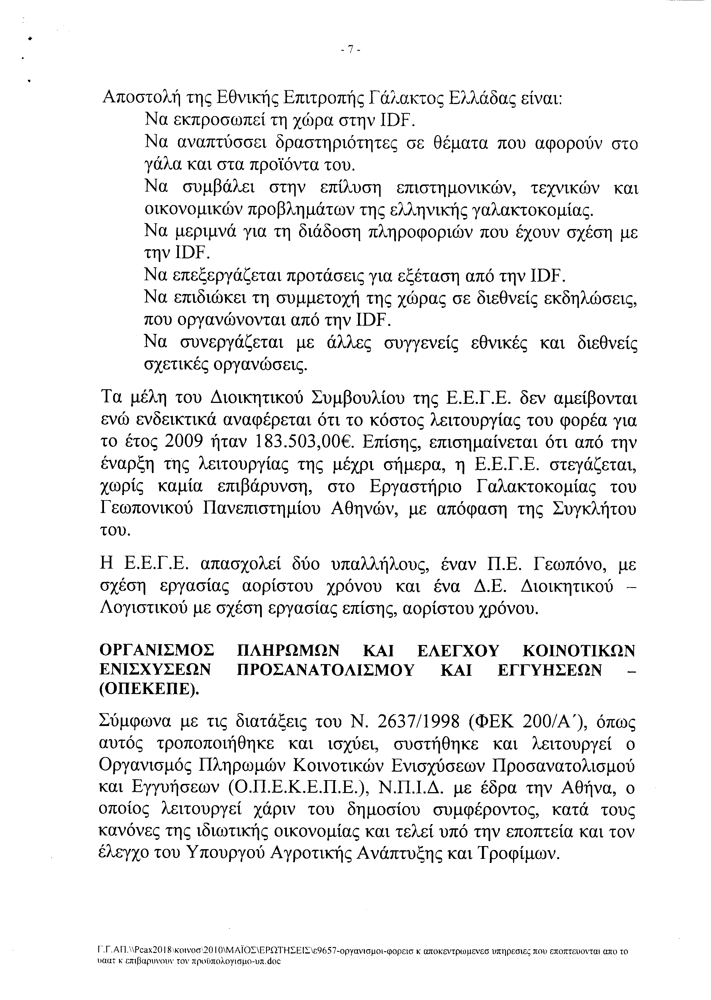 - 7 -
Αποστολή της Εθνικής Επιτροπής Γάλακτος Ελλάδας είναι:
Να εκπροσωπεί τη χώρα στην IDF.
Να αναπτύσσει δραστηριότητες σε θέματα που αφορούν στο
γάλα και στα προϊόντα του.
Να συμβάλει στην επίλυση επιστημονικών, τεχνικών και
οικονομικών προβλημάτων της ελληνικής γαλακτοκομίας.
Να μεριμνά για τη διάδοση πληροφοριών που έχουν σχέση με
την IDF.
Να επεξεργάζεται προτάσεις για εξέταση από την IDF.
Να επιδιώκει τη συμμετοχή της χώρας σε διεθνείς εκδηλώσεις,
που οργανώνονται από την IDF.
Να συνεργάζεται με άλλες συγγενείς εθνικές και διεθνείς
σχετικές οργανώσεις.
Τα μέλη του Διοικητικού Συμβουλίου της Ε.Ε.Γ.Ε. δεν αμείβονται
ενώ ενδεικτικά αναφέρεται ότι το κόστος λειτουργίας του φορέα για
το έτος 2009 ήταν 183.503,00€. Επίσης, επισημαίνεται ότι από την
έναρξη της λειτουργίας της μέχρι σήμερα, η Ε.Ε.Γ.Ε. στεγάζεται,
χωρίς καμία επιβάρυνση, στο Εργαστήριο Γαλακτοκομίας του
Γεωπονικού Πανεπιστημίου Αθηνών, με απόφαση της Συγκλήτου
του.
Η Ε.Ε.Γ.Ε. απασχολεί δύο υπαλλήλους, έναν Π.Ε. Γεωπόνο, με
σχέση εργασίας αορίστου χρόνου και ένα Δ.Ε. Διοικητικού –
Λογιστικού με σχέση εργασίας επίσης, αορίστου χρόνου.
ΟΡΓΑΝΙΣΜΟΣ ΠΛΗΡΩΜΩΝ ΚΑΙ ΕΛΕΓΧΟΥ ΚΟΙΝΟΤΙΚΩΝ
ΕΝΙΣΧΥΣΕΩΝ ΠΡΟΣΑΝΑΤΟΛΙΣΜΟΥ ΚΑΙ ΕΓΓΥΗΣΕΩΝ –
(ΟΠΕΚΕΠΕ).
Σύμφωνα με τις διατάξεις του Ν. 2637/1998 (ΦΕΚ 200/Α΄), όπως
αυτός τροποποιήθηκε και ισχύει, συστήθηκε και λειτουργεί ο
Οργανισμός Πληρωμών Κοινοτικών Ενισχύσεων Προσανατολισμού
και Εγγυήσεων (Ο.Π.Ε.Κ.Ε.Π.Ε.), Ν.Π.Ι.Δ. με έδρα την Αθήνα, ο
οποίος λειτουργεί χάριν του δημοσίου συμφέροντος, κατά τους
κανόνες της ιδιωτικής οικονομίας και τελεί υπό την εποπτεία και τον
έλεγχο του Υπουργού Αγροτικής Ανάπτυξης και Τροφίμων.
Γ.Γ.ΑΠ.\\Pcax2018\κοινοσ\2010\ΜΑΪΟΣ\ΕΡΩΤΗΣΕΙΣ\ε9657-οργανισμοι-φορεισ κ αποκεντρωμενεσ υπηρεσιες που εποπτευονται απο το
υαατ κ επιβαρυνουν τον προϋπολογισμο-υπ.doc